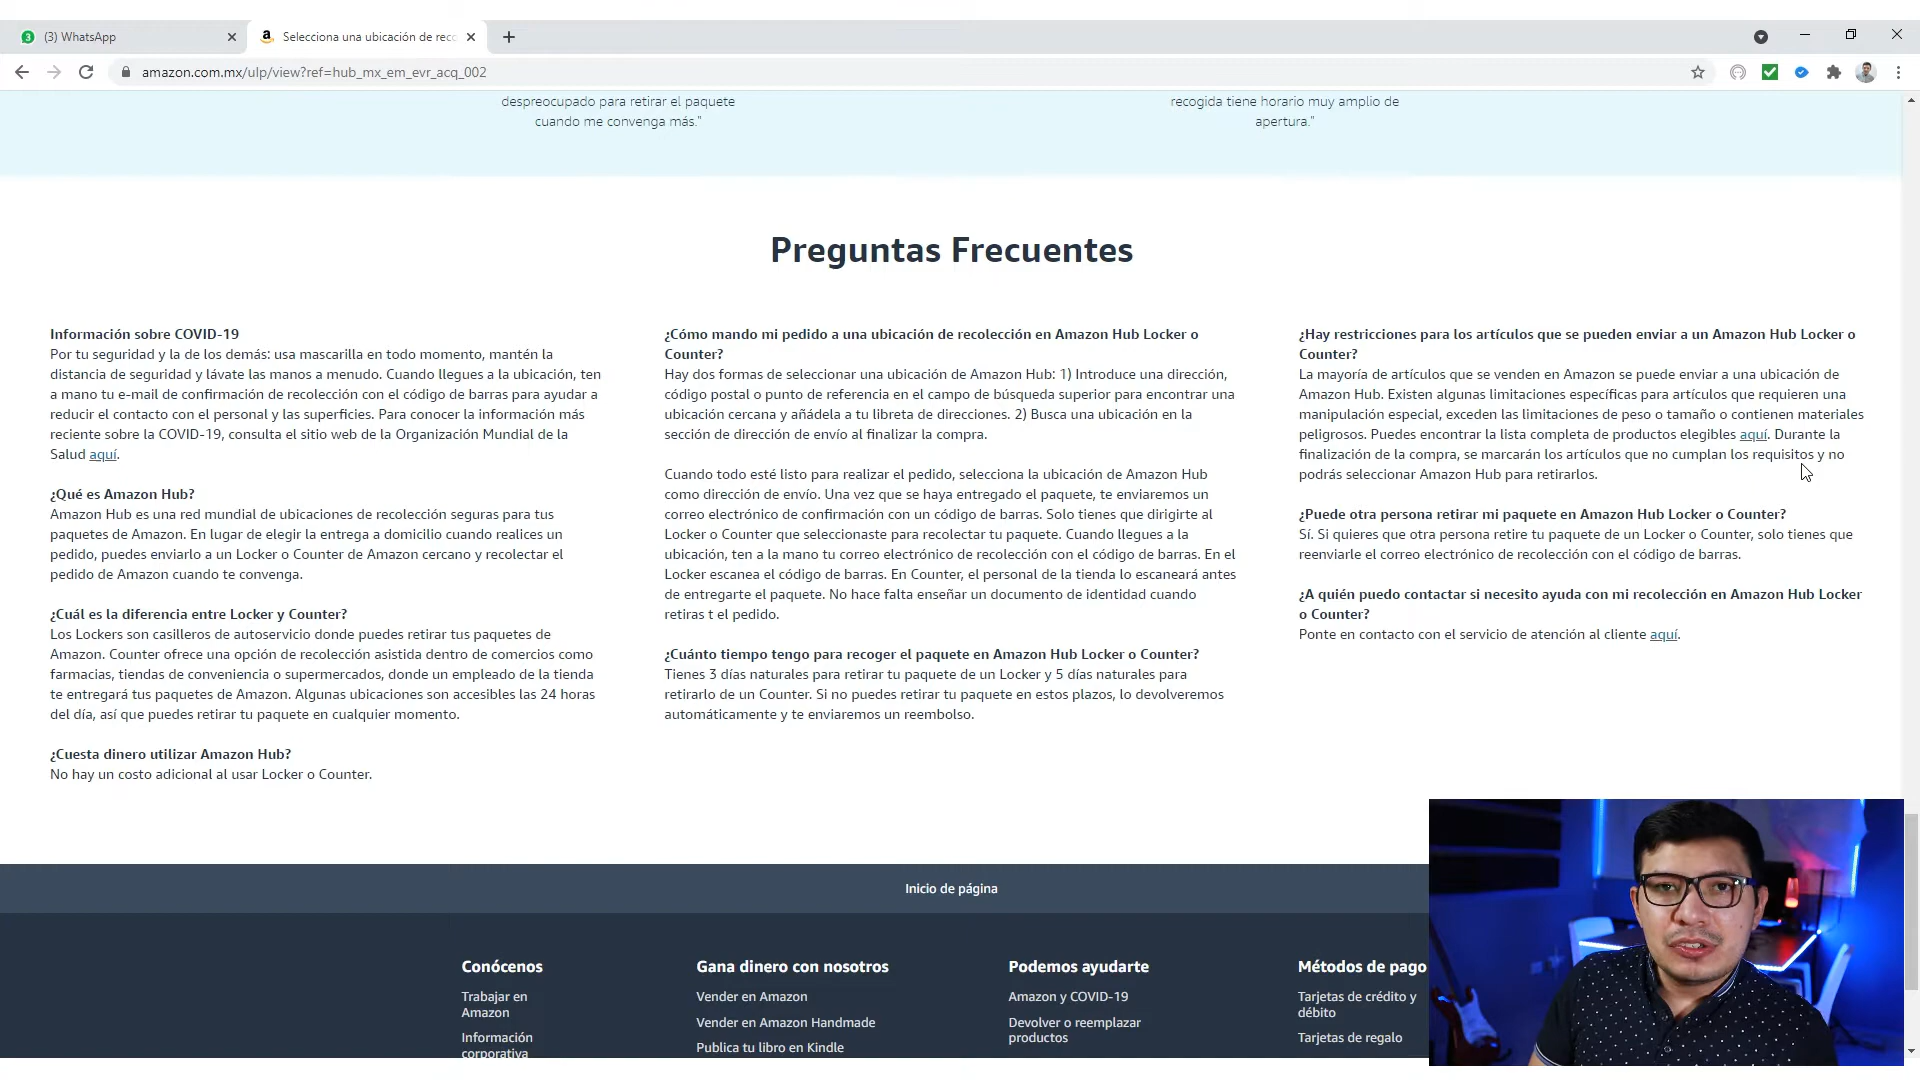 (3) WhatsApp
Selecciona una ubicación de reco
amazon.com.mx/ulp/view?ref=hub_mx_em_evr_acq_002
despreocupado para retirar el paquete
cuando me convenga más."
recogida tiene horario muy amplio de
apertura."
Preguntas Frecuentes
Información sobre COVID-19
Por tu seguridad y la de los demás: usa mascarilla en todo momento, mantén la
distancia de seguridad y lávate las manos a menudo. Cuando llegues a la ubicación, ten
a mano tu e-mail de confirmación de recolección con el código de barras para ayudar a
reducir el contacto con el personal y las superficies. Para conocer la información más
reciente sobre la COVID-19, consulta el sitio web de la Organización Mundial de la
Salud aquí.
¿Qué es Amazon Hub?
Amazon Hub es una red mundial de ubicaciones de recolección seguras para tus
paquetes de Amazon. En lugar de elegir la entrega a domicilio cuando realices un
pedido, puedes enviarlo a un Locker o Counter de Amazon cercano y recolectar el
pedido de Amazon cuando te convenga.
¿Cuál es la diferencia entre Locker y Counter?
Los Lockers son casilleros de autoservicio donde puedes retirar tus paquetes de
Amazon. Counter ofrece una opción de recolección asistida dentro de comercios como
farmacias, tiendas de conveniencia o supermercados, donde un empleado de la tienda
te entregará tus paquetes de Amazon. Algunas ubicaciones son accesibles las 24 horas
del día, así que puedes retirar tu paquete en cualquier momento.
¿Cuesta dinero utilizar Amazon Hub?
No hay un costo adicional al usar Locker o Counter.
¿Cómo mando mi pedido a una ubicación de recolección en Amazon Hub Locker o
Counter?
Hay dos formas de seleccionar una ubicación de Amazon Hub: 1) Introduce una dirección,
código postal o punto de referencia en el campo de búsqueda superior para encontrar una
ubicación cercana y añádela a tu libreta de direcciones. 2) Busca una ubicación en la
sección de dirección de envío al finalizar la compra.
Cuando todo esté listo para realizar el pedido, selecciona la ubicación de Amazon Hub
como dirección de envío. Una vez que se haya entregado el paquete, te enviaremos un
correo electrónico de confirmación con un código de barras. Solo tienes que dirigirte al
Locker o Counter que seleccionaste para recolectar tu paquete. Cuando llegues a la
ubicación, ten a la mano tu correo electrónico de recolección con el código de barras. En el
Locker escanea el código de barras. En Counter, el personal de la tienda lo escaneará antes
de entregarte el paquete. No hace falta enseñar un documento de identidad cuando
retiras t el pedido.
¿Cuánto tiempo tengo para recoger el paquete en Amazon Hub Locker o Counter?
Tienes 3 días naturales para retirar tu paquete de un Locker y 5 días naturales para
retirarlo de un Counter. Si no puedes retirar tu paquete en estos plazos, lo devolveremos
automáticamente y te enviaremos un reembolso.
¿Hay restricciones para los artículos que se pueden enviar a un Amazon Hub Locker o
Counter?
La mayoría de artículos que se venden en Amazon se puede enviar a una ubicación de
Amazon Hub. Existen algunas limitaciones específicas para artículos que requieren una
manipulación especial, exceden las limitaciones de peso o tamaño o contienen materiales
peligrosos. Puedes encontrar la lista completa de productos elegibles aquí. Durante la
finalización de la compra, se marcarán los artículos que no cumplan los requisitos y no
podrás seleccionar Amazon Hub para retirarlos.
¿Puede otra persona retirar mi paquete en Amazon Hub Locker o Counter?
Sí. Si quieres que otra persona retire tu paquete de un Locker o Counter, solo tienes que
reenviarle el correo electrónico de recolección con el código de barras.
¿A quién puedo contactar si necesito ayuda con mi recolección en Amazon Hub Locker
o Counter?
Ponte en contacto con el servicio de atención al cliente aquí.
Inicio de página
Conócenos
Trabajar en
Amazon
Información
corporativa
Gana dinero con nosotros
Vender en Amazon
Vender en Amazon Handmade
Publica tu libro en Kindle
Podemos ayudarte
Amazon y COVID-19
Devolver o reemplazar
productos
Métodos de pago
Tarjetas de crédito y
débito
Tarjetas de regalo